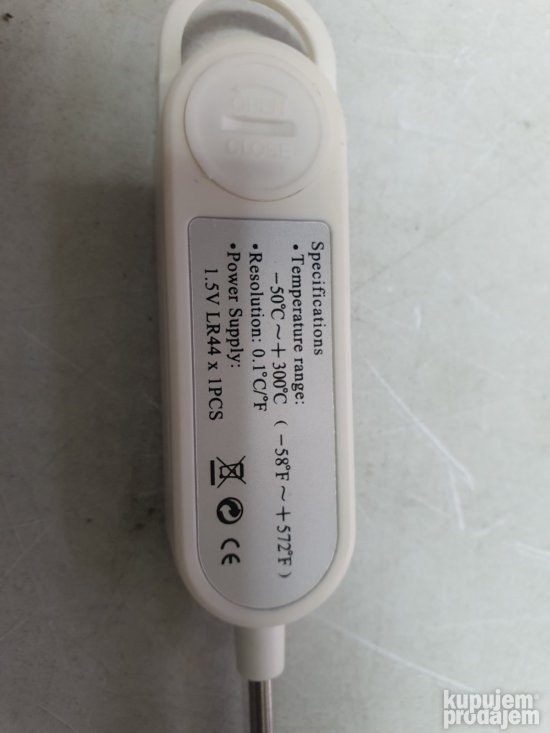 OPEN
CLOSE
Specifications
•Temperature range:
-50℃～+300℃（-58℉～+572℉）
•Resolution: 0.1℃/℉
•Power Supply:
1.5V LR44 x 1PCS
CE
kupujem
prodajem